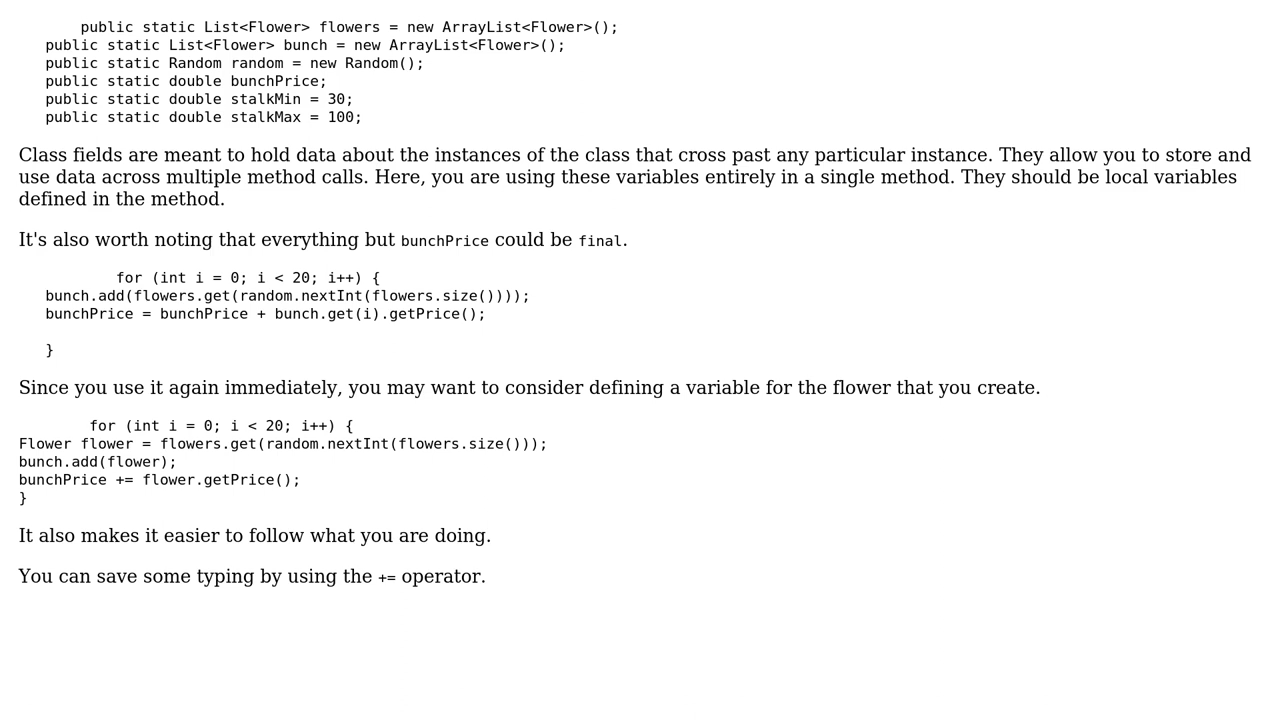 public static List<Flower> flowers = new ArrayList<Flower>();
public static List<Flower> bunch = new ArrayList<Flower>();
public static Random random = new Random();
public static double bunchPrice;
public static double stalkMin = 30;
public static double stalkMax = 100;
Class fields are meant to hold data about the instances of the class that cross past any particular instance. They allow you to store and
use data across multiple method calls. Here, you are using these variables entirely in a single method. They should be local variables
defined in the method.
It's also worth noting that everything but bunchPrice could be final.
for (int i = 0; i < 20; i++) {
bunch.add(flowers.get(random.nextInt(flowers.size())));
bunchPrice = bunchPrice + bunch.get(i).getPrice();
}
Since you use it again immediately, you may want to consider defining a variable for the flower that you create.
for (int i = 0; i < 20; i++) {
Flower flower = flowers.get(random.nextInt(flowers.size()));
bunch.add(flower);
bunchPrice += flower.getPrice();
}
It also makes it easier to follow what you are doing.
You can save some typing by using the += operator.